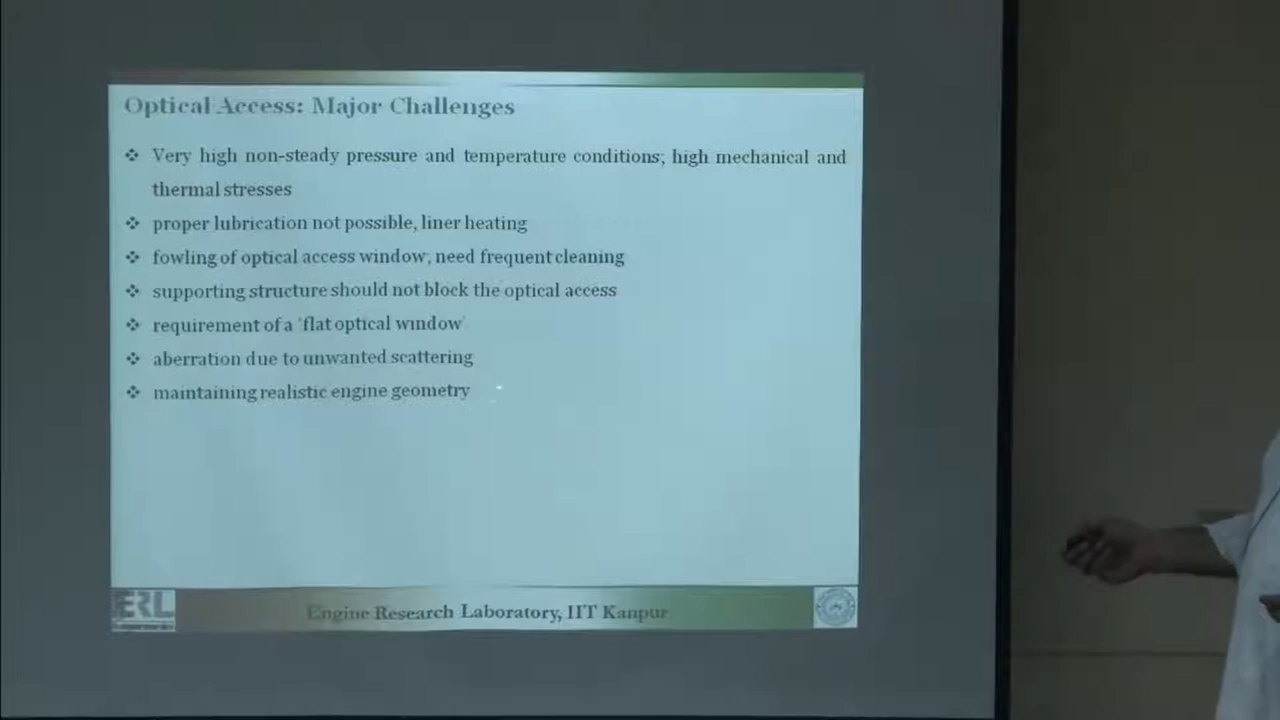 Optical Access: Major Challenges
❖ Very high non-steady pressure and temperature conditions; high mechanical and
thermal stresses
❖ proper lubrication not possible, liner heating
❖ fowling of optical access window; need frequent cleaning
❖ supporting structure should not block the optical access
❖ requirement of a 'flat optical window'
❖ aberration due to unwanted scattering
❖ maintaining realistic engine geometry
ERL
Engine Research Laboratory, IIT Kanpur